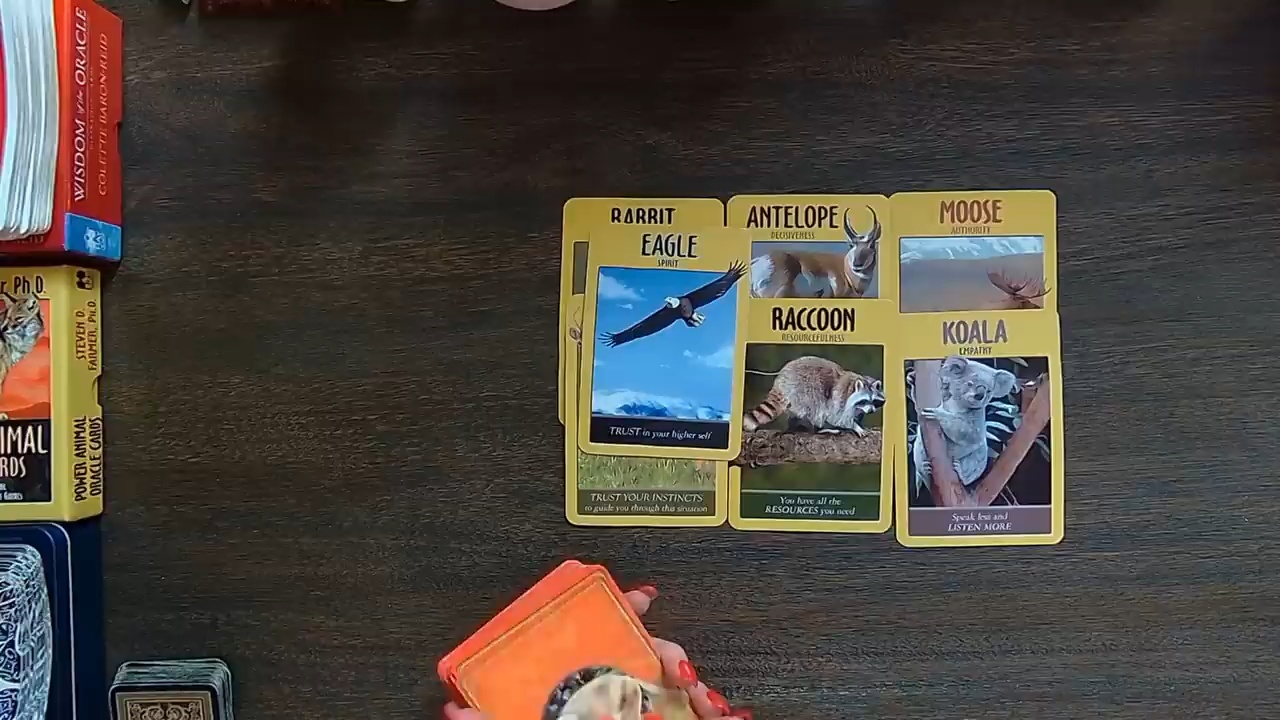 WISDOM of the ORACLE
COLETTE BARON-REID
r Ph.D.
STEVEN D.
FARMER, Ph.D.
POWER ANIMAL
ORACLE CARDS
IMAL
RDS
RABBIT
EAGLE
SPIRIT
TRUST in your higher self
TRUST YOUR INSTINCTS
to guide you through this situation
ANTELOPE
DECISIVENESS
RACCOON
RESOURCEFULNESS
You have all the
RESOURCES you need
MOOSE
AUTHORITY
KOALA
EMPATHY
Speak less and
LISTEN MORE